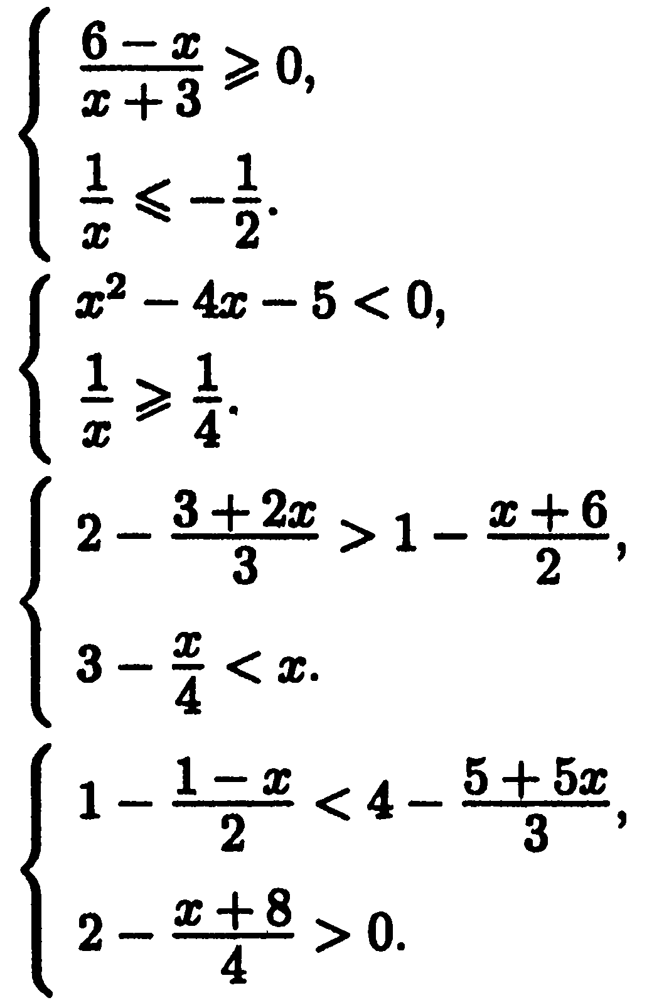 (6 − x)/(x + 3) ⩾ 0,
1/x ⩽ −1/2.
x² − 4x − 5 < 0,
1/x ⩾ 1/4.
2 − (3 + 2x)/3 > 1 − (x + 6)/2,
3 − x/4 < x.
1 − (1 − x)/2 < 4 − (5 + 5x)/3,
2 − (x + 8)/4 > 0.